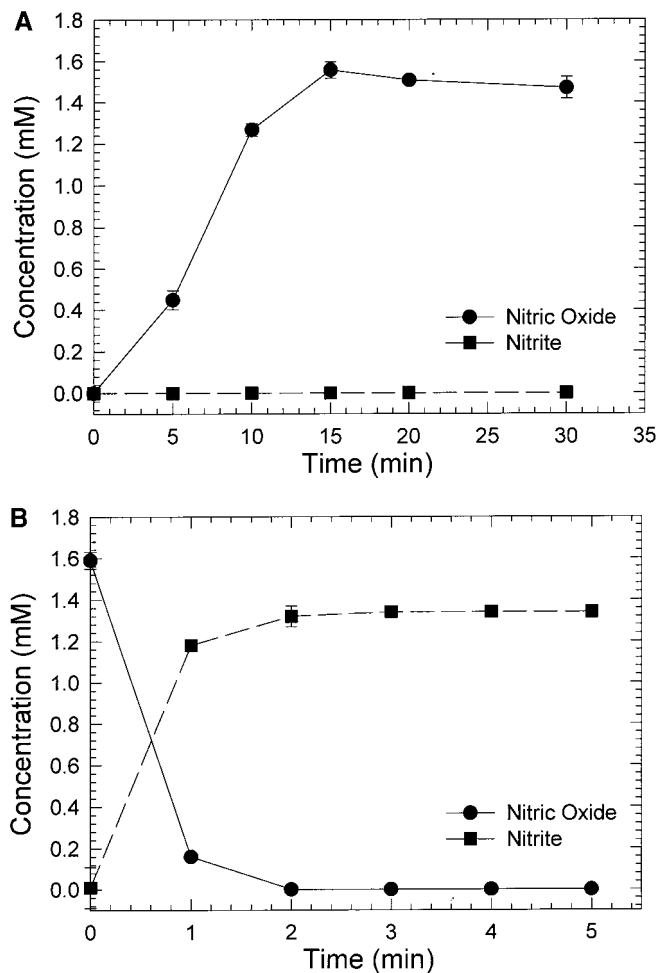 A
Concentration (mM)
1.8
1.6
1.4
1.2
1.0
0.8
0.6
0.4
0.2
0.0
Nitric Oxide
Nitrite
0 5 10 15 20 25 30 35
Time (min)
B
Concentration (mM)
1.8
1.6
1.4
1.2
1.0
0.8
0.6
0.4
0.2
0.0
Nitric Oxide
Nitrite
0 1 2 3 4 5
Time (min)